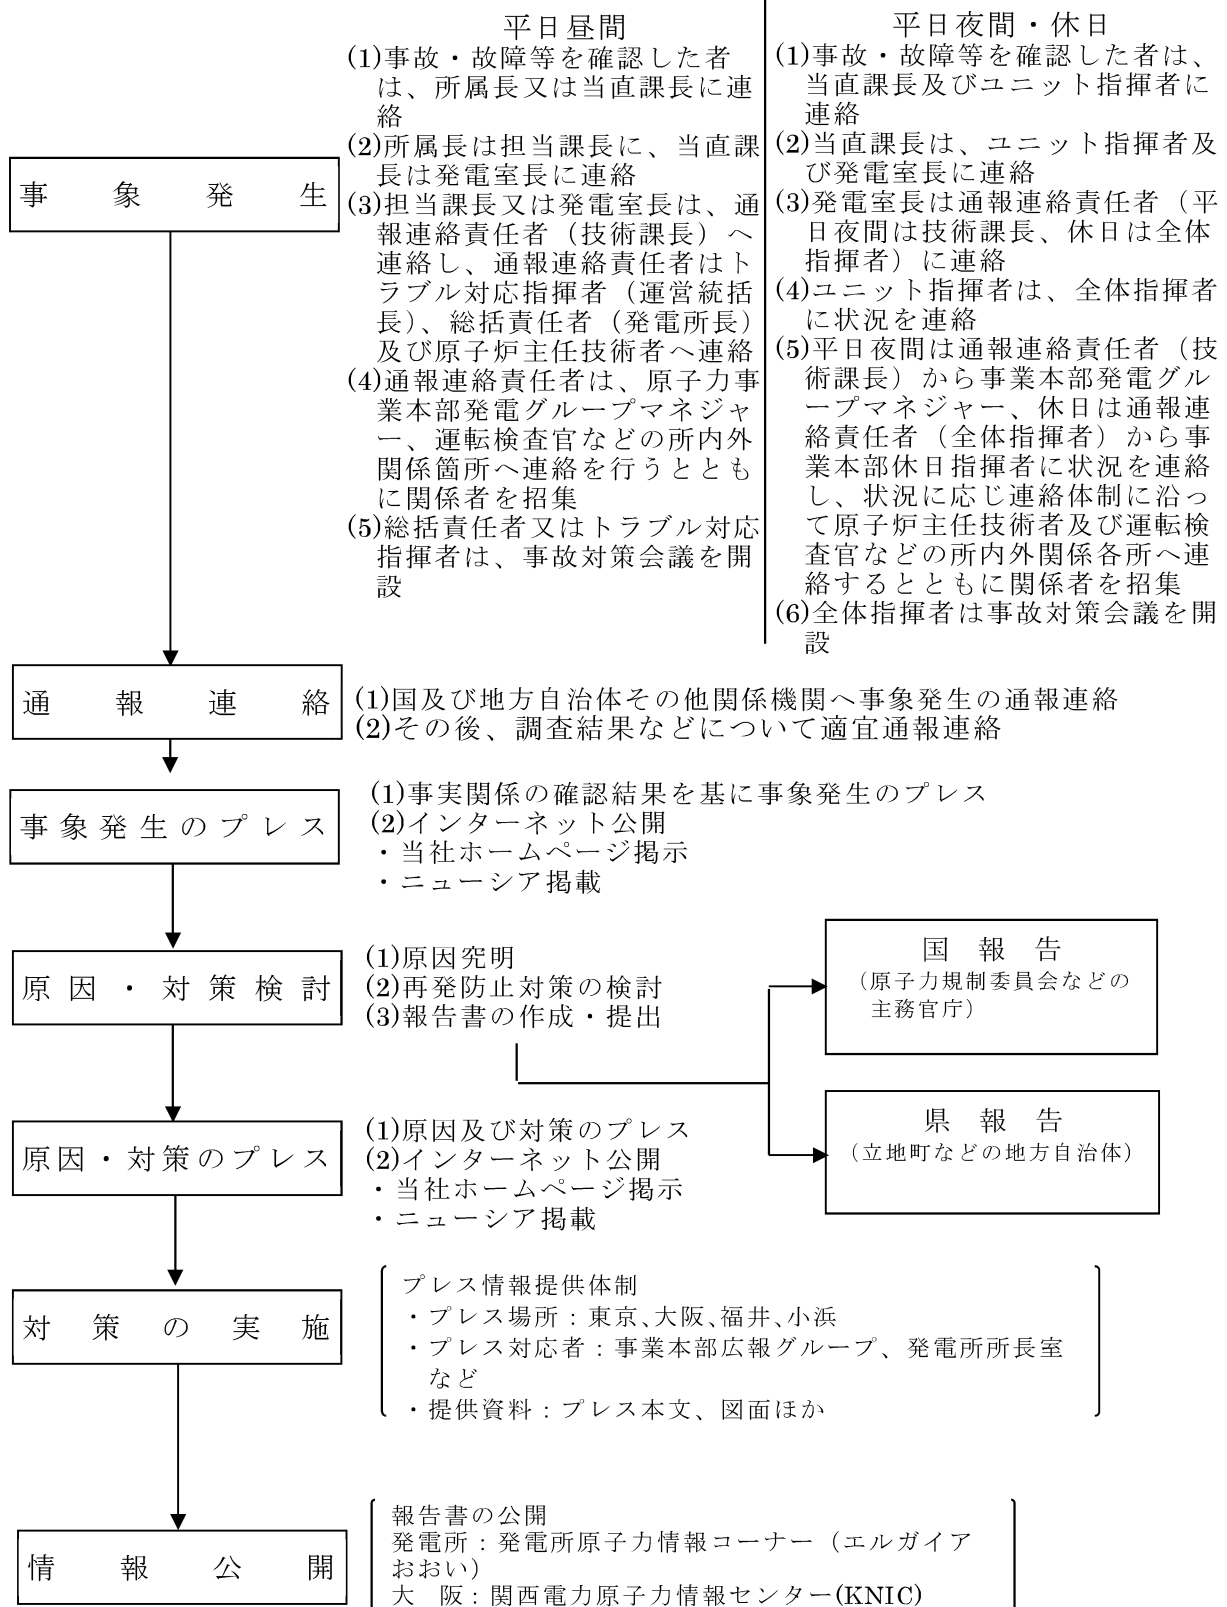 平日昼間
(1)事故・故障等を確認した者
は、所属長又は当直課長に連
絡
(2)所属長は担当課長に、当直課
長は発電室長に連絡
(3)担当課長又は発電室長は、通
報連絡責任者（技術課長）へ
連絡し、通報連絡責任者はト
ラブル対応指揮者（運営統括
長）、総括責任者（発電所長）
及び原子炉主任技術者へ連絡
(4)通報連絡責任者は、原子力事
業本部発電グループマネジャ
ー、運転検査官などの所内外
関係箇所へ連絡を行うととも
に関係者を招集
(5)総括責任者又はトラブル対応
指揮者は、事故対策会議を開
設
平日夜間・休日
(1)事故・故障等を確認した者は、
当直課長及びユニット指揮者に
連絡
(2)当直課長は、ユニット指揮者及
び発電室長に連絡
(3)発電室長は通報連絡責任者（平
日夜間は技術課長、休日は全体
指揮者）に連絡
(4)ユニット指揮者は、全体指揮者
に状況を連絡
(5)平日夜間は通報連絡責任者（技
術課長）から事業本部発電グル
ープマネジャー、休日は通報連
絡責任者（全体指揮者）から事
業本部休日指揮者に状況を連絡
し、状況に応じ連絡体制に沿っ
て原子炉主任技術者及び運転検
査官などの所内外関係各所へ連
絡するとともに関係者を招集
(6)全体指揮者は事故対策会議を開
設
事象発生
通報連絡
(1)国及び地方自治体その他関係機関へ事象発生の通報連絡
(2)その後、調査結果などについて適宜通報連絡
事象発生のプレス
(1)事実関係の確認結果を基に事象発生のプレス
(2)インターネット公開
・当社ホームページ掲示
・ニューシア掲載
原因・対策検討
(1)原因究明
(2)再発防止対策の検討
(3)報告書の作成・提出
国報告
（原子力規制委員会などの
主務官庁）
県報告
（立地町などの地方自治体）
原因・対策のプレス
(1)原因及び対策のプレス
(2)インターネット公開
・当社ホームページ掲示
・ニューシア掲載
対策の実施
プレス情報提供体制
・プレス場所：東京、大阪、福井、小浜
・プレス対応者：事業本部広報グループ、発電所所長室
など
・提供資料：プレス本文、図面ほか
情報公開
報告書の公開
発電所：発電所原子力情報コーナー（エルガイア
おおい）
大　阪：関西電力原子力情報センター(KNIC)